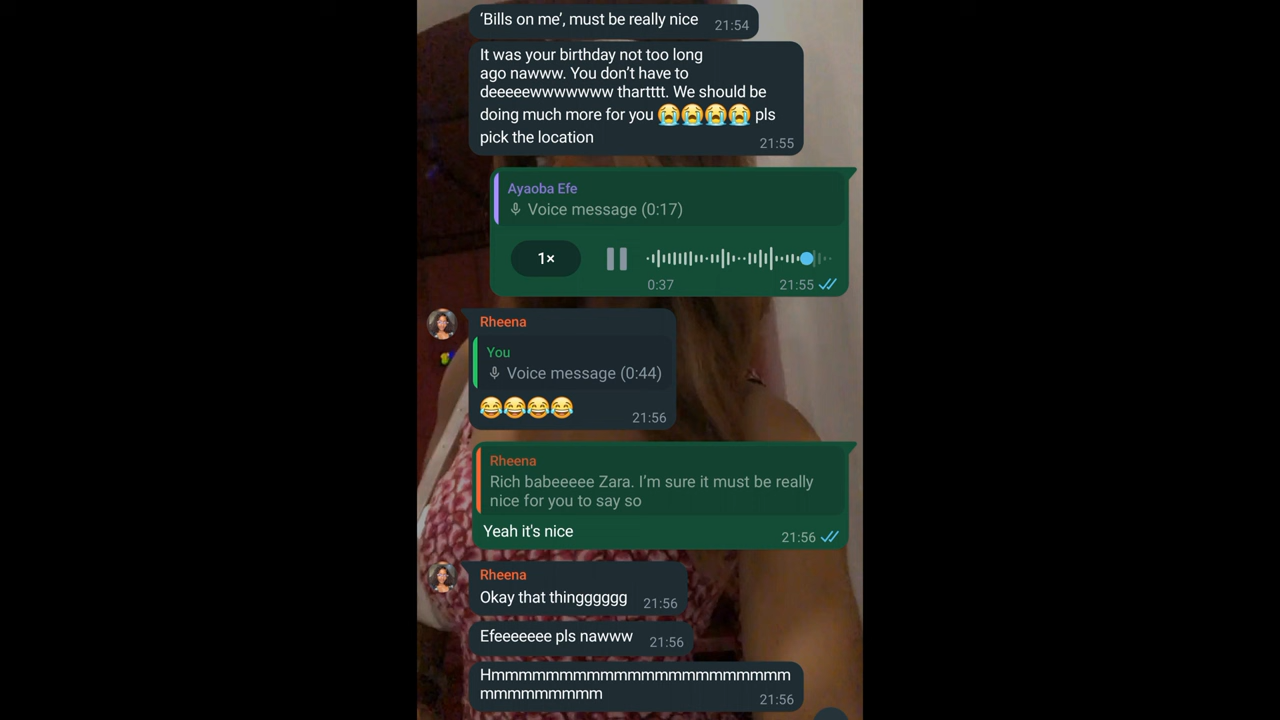 ‘Bills on me’, must be really nice 21:54
It was your birthday not too long
ago nawww. You don’t have to
deeeeewwwwwww thartttt. We should be
doing much more for you 😭😭😭😭 pls
pick the location
21:55
Ayaoba Efe
Voice message (0:17)
1×
0:37 21:55
Rheena
You
Voice message (0:44)
😂😂😂😂
21:56
Rheena
Rich babeeeee Zara. I’m sure it must be really
nice for you to say so
Yeah it's nice
21:56
Rheena
Okay that thingggggg 21:56
Efeeeeeee pls nawww 21:56
Hmmmmmmmmmmmmmmmmmmmmmm
mmmmmmmmm
21:56